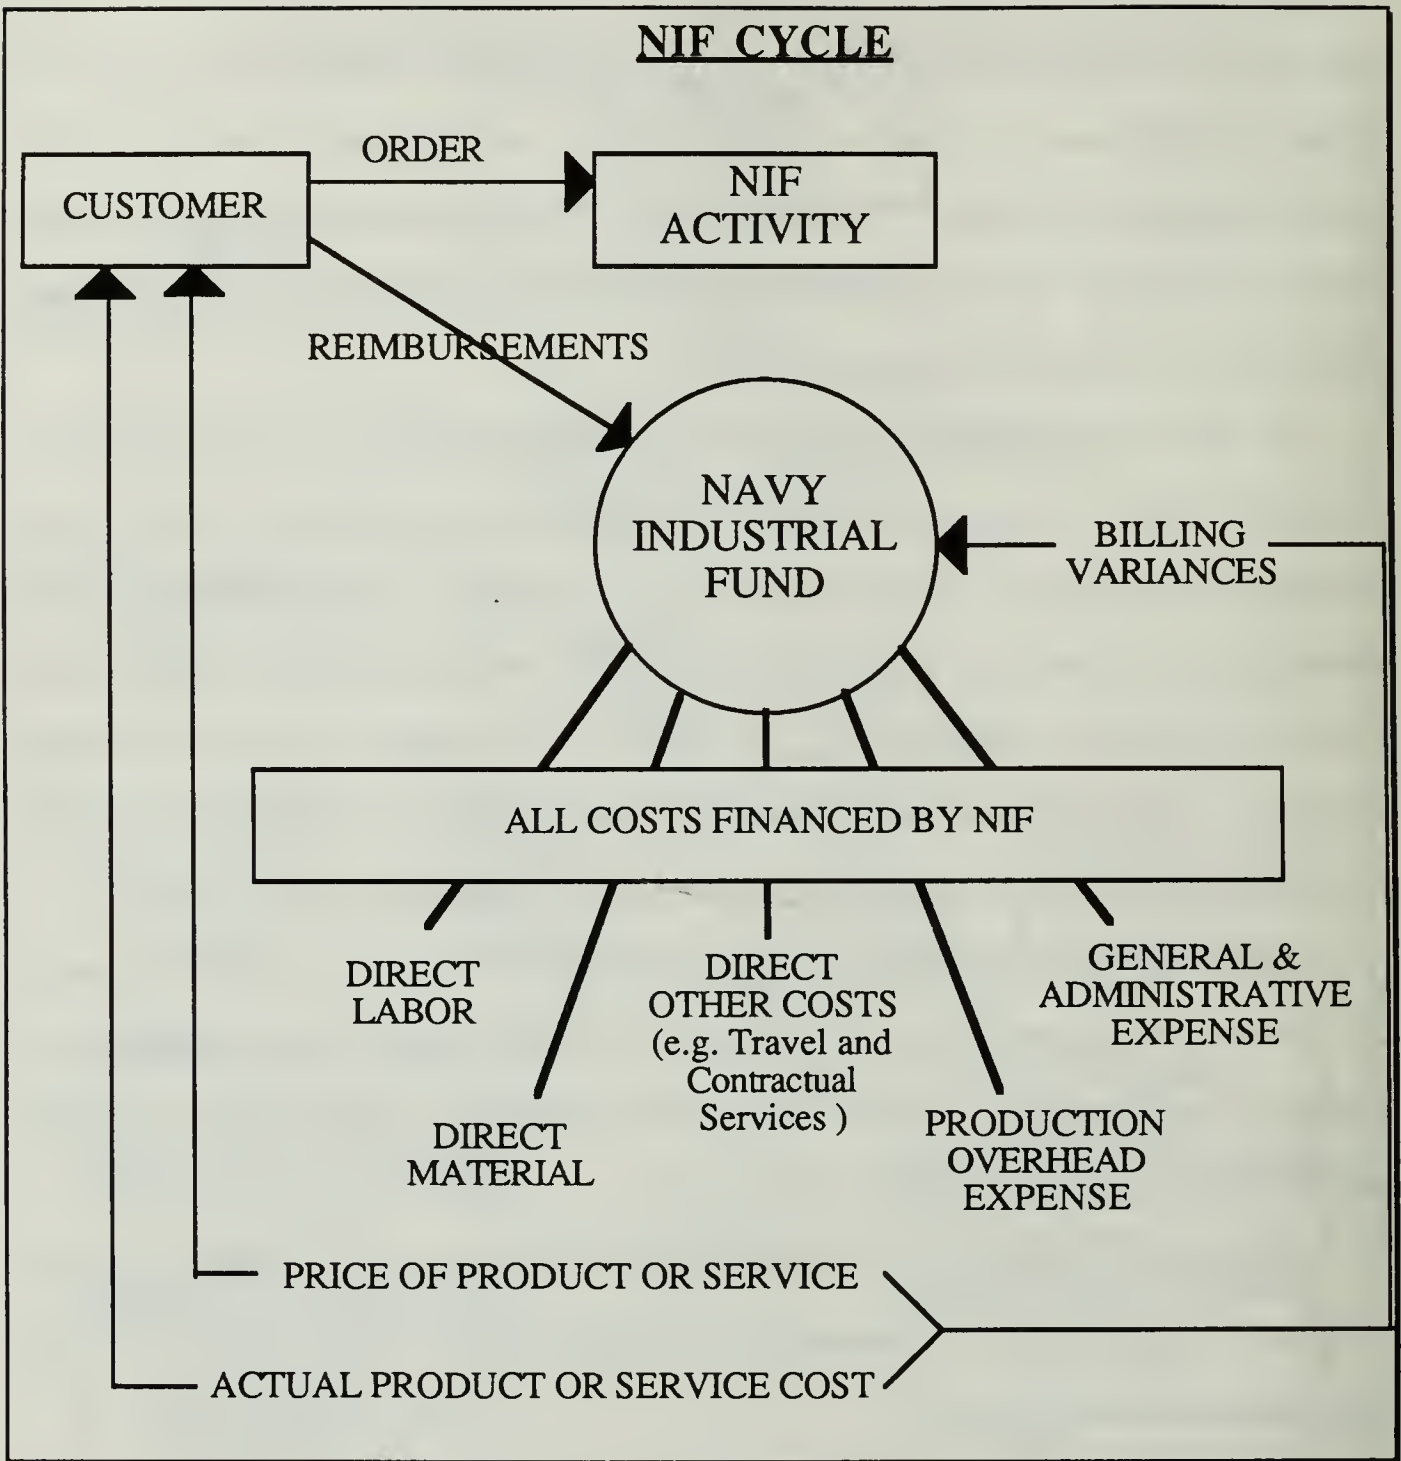 NIF CYCLE
ORDER
CUSTOMER
NIF
ACTIVITY
REIMBURSEMENTS
NAVY
INDUSTRIAL
FUND
BILLING
VARIANCES
ALL COSTS FINANCED BY NIF
DIRECT
LABOR
DIRECT
MATERIAL
DIRECT
OTHER COSTS
(e.g. Travel and
Contractual
Services )
PRODUCTION
OVERHEAD
EXPENSE
GENERAL &
ADMINISTRATIVE
EXPENSE
PRICE OF PRODUCT OR SERVICE
ACTUAL PRODUCT OR SERVICE COST